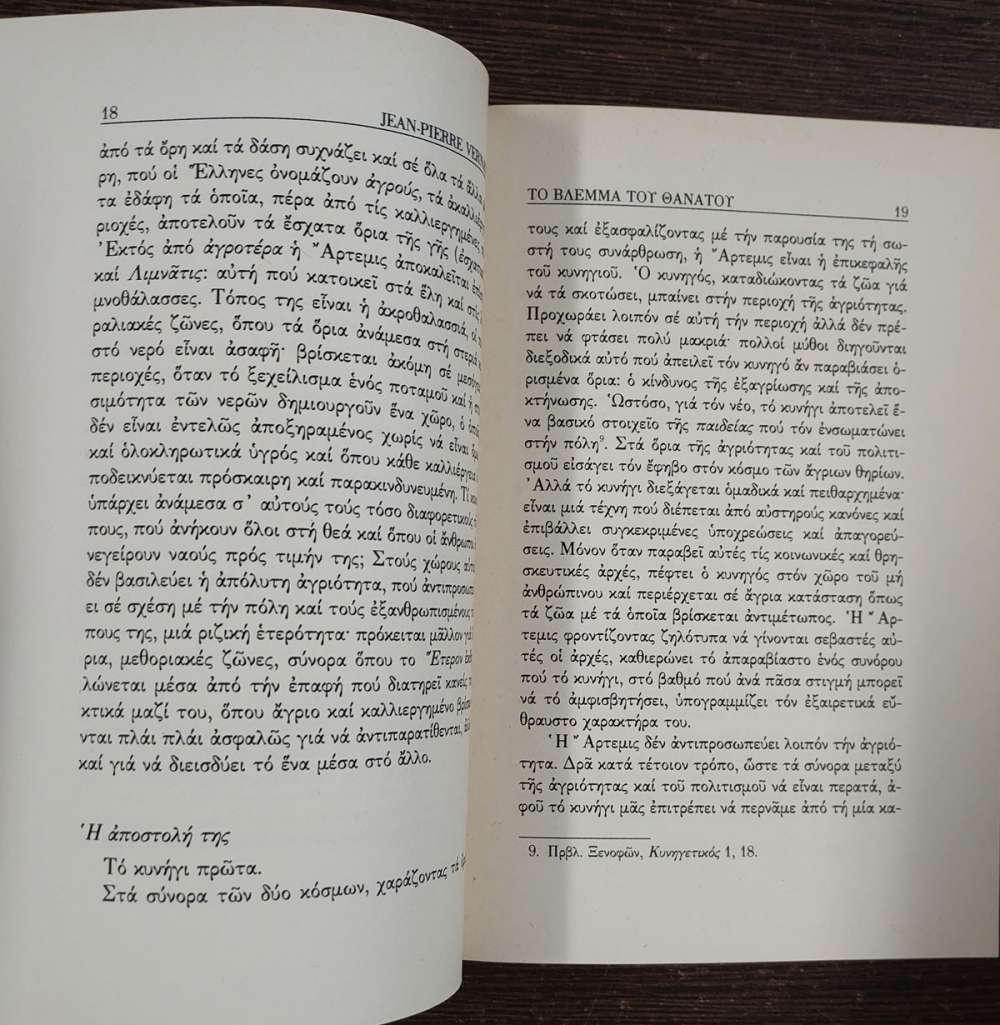 18
JEAN-PIERRE
ἀπό τά ὄρη καί τά δάση συχνάζει καί σέ ὅλα τά
ρη, πού οἱ Ἕλληνες ὀνομάζουν ἀγρούς, τά
τα ἐδάφη τά ὁποῖα, πέρα ἀπό τίς καλλιεργημένες
ριοχές, ἀποτελοῦν τά ἔσχατα ὅρια τῆς γῆς
Ἐκτός ἀπό ἀγροτέρα ἡ Ἄρτεμις ἀποκαλεῖται
καί Λιμνᾶτις: αὐτή πού κατοικεῖ στά ἕλη καί στίς
μνοθάλασσες. Τόπος της εἶναι ἡ ἀκροθαλασσιά, οἱ
ραλιακές ζῶνες, ὅπου τά ὅρια ἀνάμεσα στή στεριά
στό νερό εἶναι ἀσαφῆ· βρίσκεται ἀκόμη σέ
περιοχές, ὅταν τό ξεχείλισμα ἑνός ποταμοῦ καί ἡ
σιμότητα τῶν νερῶν δημιουργοῦν ἕνα χῶρο, ὁ
δέν εἶναι ἐντελῶς ἀποξηραμένος χωρίς νά εἶναι
καί ὁλοκληρωτικά ὑγρός καί ὅπου κάθε καλλιέργεια
ποδεικνύεται πρόσκαιρη καί παρακινδυνευμένη. Τί
ὑπάρχει ἀνάμεσα σ' αὐτούς τούς τόσο διαφορετικούς
πους, πού ἀνήκουν ὅλοι στή θεά καί ὅπου οἱ ἄνθρωποι
νεγείρουν ναούς πρός τιμήν της; Στούς χώρους
δέν βασιλεύει ἡ ἀπόλυτη ἀγριότητα, πού
ει σέ σχέση μέ τήν πόλη καί τούς ἐξανθρωπισμένους
πους της, μιά ριζική ἑτερότητα· πρόκειται μᾶλλον γιά
ρια, μεθοριακές ζῶνες, σύνορα ὅπου το Ἕτερον
λώνεται μέσα ἀπό τήν ἐπαφή πού διατηρεῖ κανείς
κτικά μαζί του, ὅπου ἄγριο καί καλλιεργημένο
νται πλάι πλάι ἀσφαλῶς γιά νά ἀντιπαρατίθενται,
καί γιά νά διεισδύει τό ἕνα μέσα στό ἄλλο.
Ἡ ἀποστολή της
Τό κυνήγι πρῶτα.
Στά σύνορα τῶν δύο κόσμων, χαράζοντας τά
ΤΟ ΒΛΕΜΜΑ ΤΟΥ ΘΑΝΑΤΟΥ
19
τους καί ἐξασφαλίζοντας μέ τήν παρουσία της τή σω-
στή τους συνάρθρωση, ἡ Ἄρτεμις εἶναι ἡ ἐπικεφαλῆς
τοῦ κυνηγιοῦ. Ὁ κυνηγός, καταδιώκοντας τά ζῶα γιά
νά τά σκοτώσει, μπαίνει στήν περιοχή τῆς ἀγριότητας.
Προχωράει λοιπόν σέ αὐτή τήν περιοχή ἀλλά δέν πρέ-
πει νά φτάσει πολύ μακριά· πολλοί μύθοι διηγοῦνται
διεξοδικά αὐτό πού ἀπειλεῖ τόν κυνηγό ἄν παραβιάσει ὁ-
ρισμένα ὅρια: ὁ κίνδυνος τῆς ἐξαγρίωσης καί τῆς ἀπο-
κτήνωσης. Ὡστόσο, γιά τόν νέο, τό κυνήγι ἀποτελεῖ ἕ-
να βασικό στοιχεῖο τῆς παιδείας πού τόν ἐνσωματώνει
στήν πόλη⁹. Στά ὅρια τῆς ἀγριότητας καί τοῦ πολιτι-
σμοῦ εἰσάγει τόν ἔφηβο στόν κόσμο τῶν ἄγριων θηρίων.
Ἀλλά τό κυνήγι διεξάγεται ὁμαδικά καί πειθαρχημένα·
εἶναι μιά τέχνη πού διέπεται ἀπό αὐστηρούς κανόνες καί
ἐπιβάλλει συγκεκριμένες ὑποχρεώσεις καί ἀπαγορεύ-
σεις. Μόνον ὅταν παραβεῖ αὐτές τίς κοινωνικές καί θρη-
σκευτικές ἀρχές, πέφτει ὁ κυνηγός στόν χῶρο τοῦ μή
ἀνθρώπινου καί περιέρχεται σέ ἄγρια κατάσταση ὅπως
τά ζῶα μέ τά ὁποῖα βρίσκεται ἀντιμέτωπος. Ἡ Ἄρ-
τεμις φροντίζοντας ζηλότυπα νά γίνονται σεβαστές αὐ-
τές οἱ ἀρχές, καθιερώνει τό ἀπαραβίαστο ἑνός συνόρου
πού τό κυνήγι, στό βαθμό πού ἀνά πᾶσα στιγμή μπορεῖ
νά τό ἀμφισβητήσει, ὑπογραμμίζει τόν ἐξαιρετικά εὔ-
θραυστο χαρακτήρα του.
Ἡ Ἄρτεμις δέν ἀντιπροσωπεύει λοιπόν τήν ἀγριό-
τητα. Δρᾶ κατά τέτοιον τρόπο, ὥστε τά σύνορα μεταξύ
τῆς ἀγριότητας καί τοῦ πολιτισμοῦ νά εἶναι περατά, ἀ-
φοῦ τό κυνήγι μᾶς ἐπιτρέπει νά περνᾶμε ἀπό τή μία κα-
9. Πρβλ. Ξενοφῶν, Κυνηγετικός 1, 18.